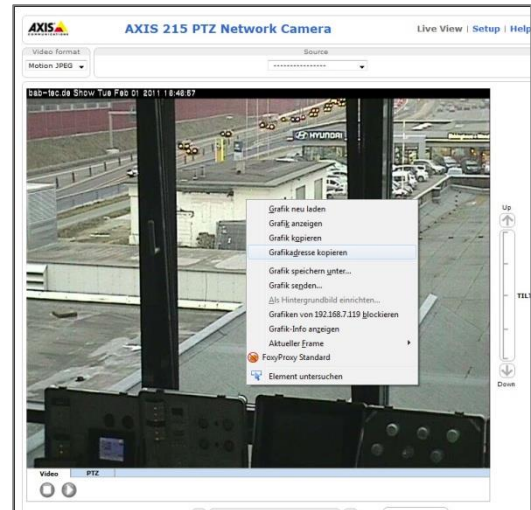 AXIS
COMMUNICATIONS
AXIS 215 PTZ Network Camera
Live View | Setup | Help
Video format
Source
Motion JPEG
----------------
bab-tec.de Show Tue Feb 01 2011 18:48:57
HYUNDAI
Grafik neu laden
Grafik anzeigen
Grafik kopieren
Grafikadresse kopieren
Grafik speichern unter...
Grafik senden...
Als Hintergrundbild einrichten...
Grafiken von 192.168.7.119 blockieren
Grafik-Info anzeigen
Aktueller Frame
FoxyProxy Standard
Element untersuchen
Up
TILT
Down
Video
PTZ